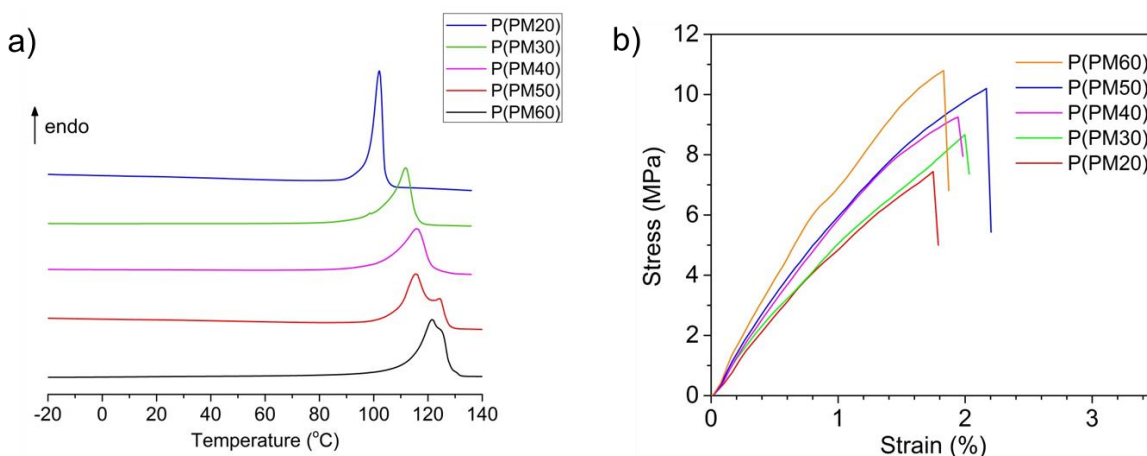 a)
P(PM20)
P(PM30)
P(PM40)
P(PM50)
P(PM60)
endo
-20 0 20 40 60 80 100 120 140
Temperature (°C)
b)
12
10
8
6
4
2
0
Stress (MPa)
P(PM60)
P(PM50)
P(PM40)
P(PM30)
P(PM20)
0 1 2 3
Strain (%)